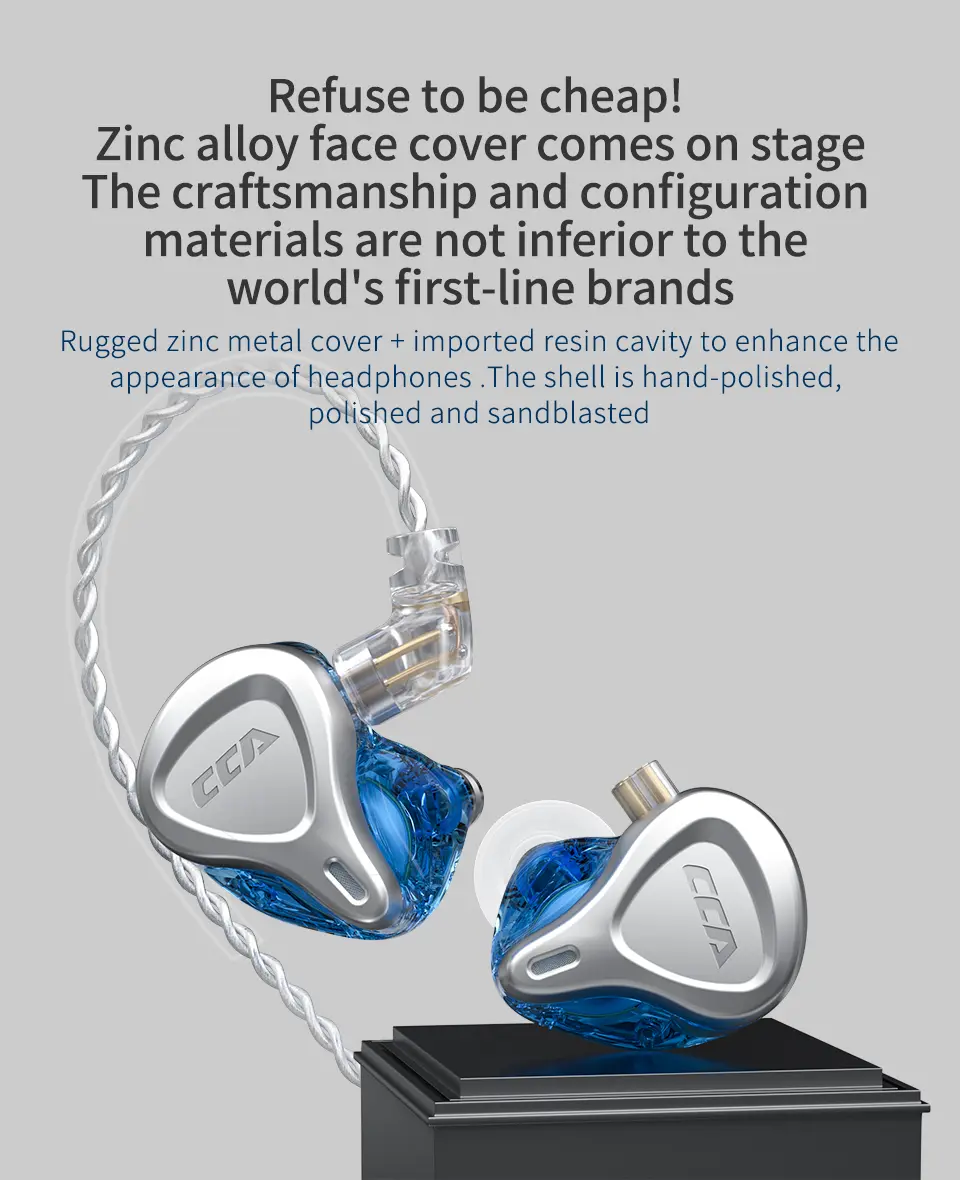 Refuse to be cheap!
Zinc alloy face cover comes on stage
The craftsmanship and configuration
materials are not inferior to the
world's first-line brands
Rugged zinc metal cover + imported resin cavity to enhance the
appearance of headphones .The shell is hand-polished,
polished and sandblasted
CCA
CCA